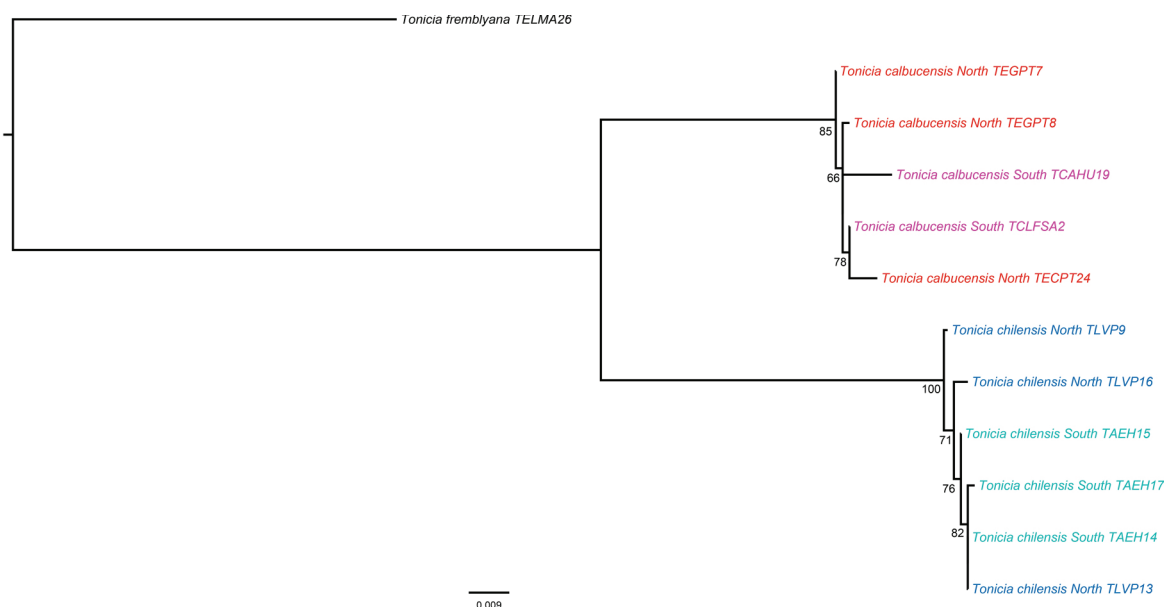 Tonicia fremblyana TELMA26
Tonicia calbucensis North TEGPT7
85
Tonicia calbucensis North TEGPT8
66
Tonicia calbucensis South TCAHU19
Tonicia calbucensis South TCLFSA2
78
Tonicia calbucensis North TECPT24
Tonicia chilensis North TLVP9
100
Tonicia chilensis North TLVP16
71
Tonicia chilensis South TAEH15
76
Tonicia chilensis South TAEH17
82
Tonicia chilensis South TAEH14
Tonicia chilensis North TLVP13
0.009